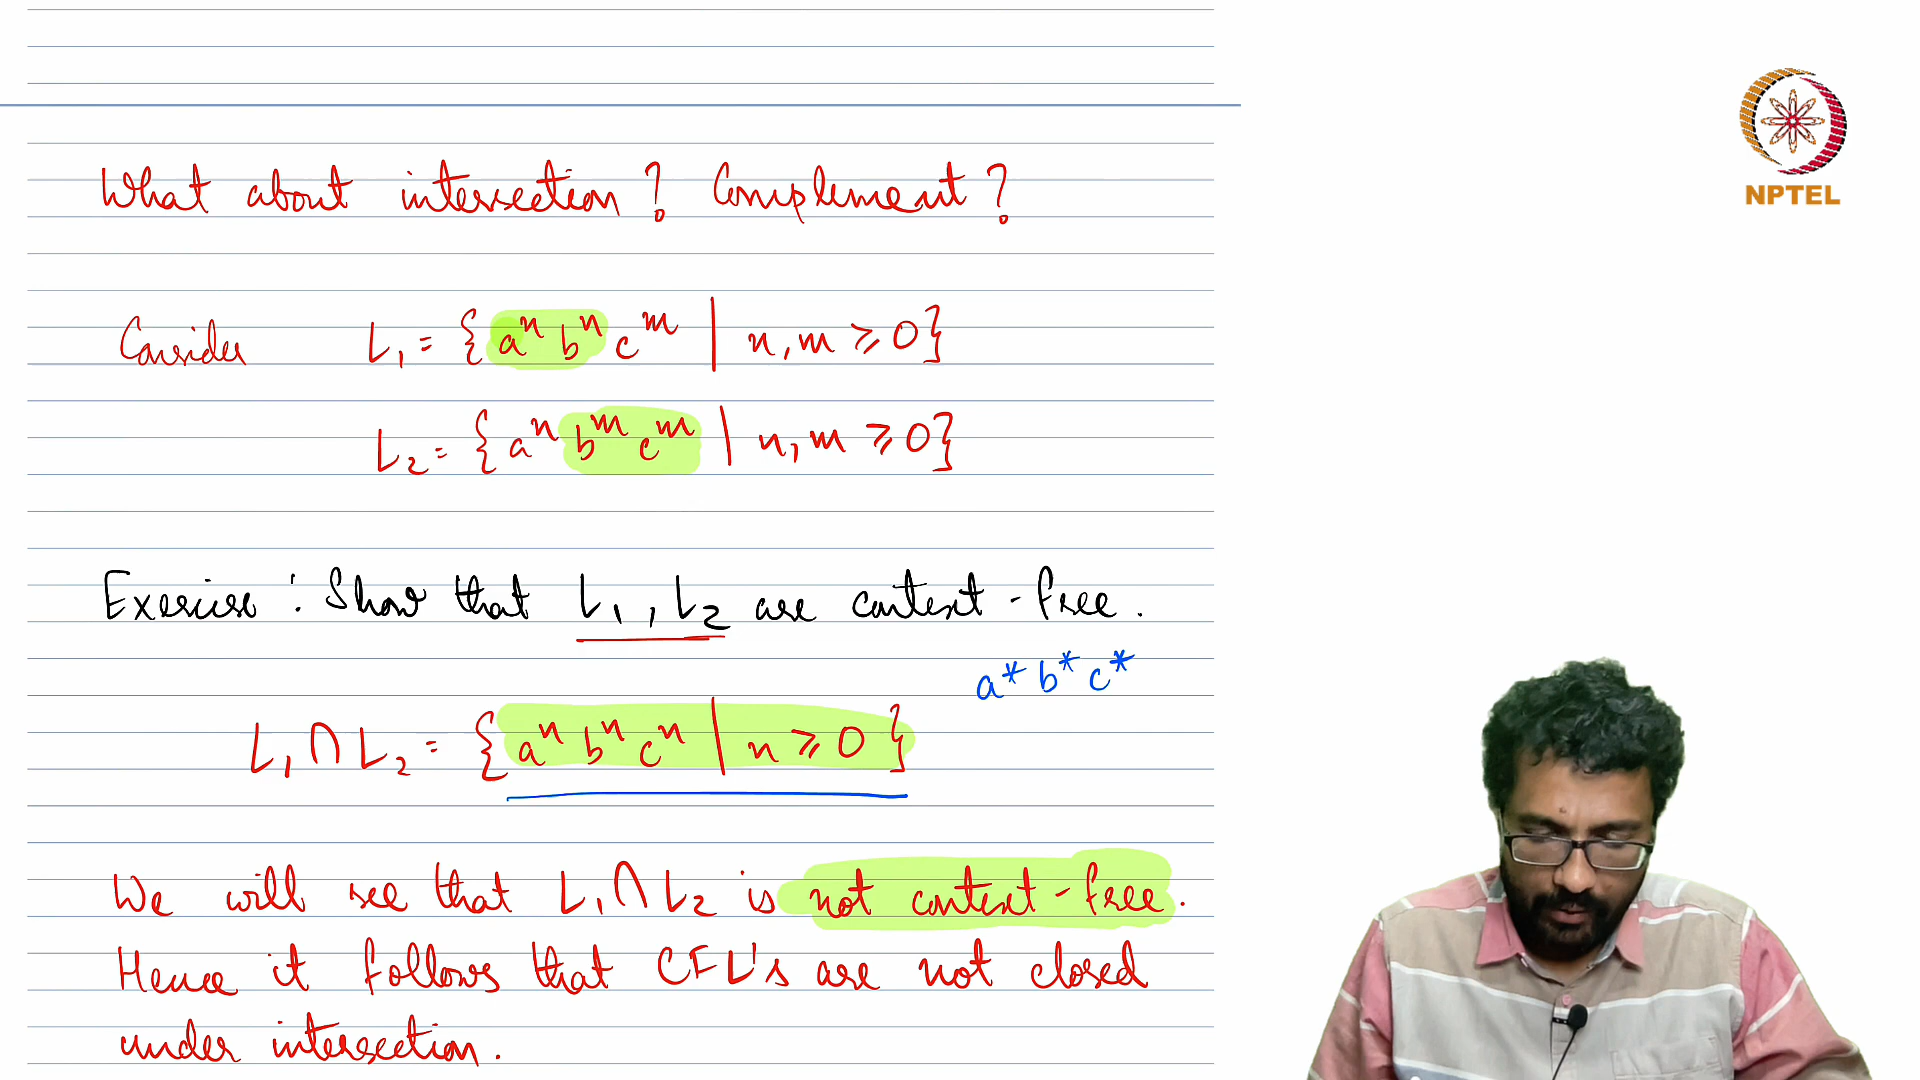 What about intersection? Complement?
NPTEL
Consider L₁ = {aⁿ bⁿ cᵐ | n, m ≥ 0}
L₂ = {aⁿ bᵐ cᵐ | n, m ≥ 0}
Exercise : Show that L₁, L₂ are context-free.
a* b* c*
L₁ ∩ L₂ = {aⁿ bⁿ cⁿ | n ≥ 0}
We will see that L₁ ∩ L₂ is not context-free.
Hence it follows that CFL's are not closed
under intersection.